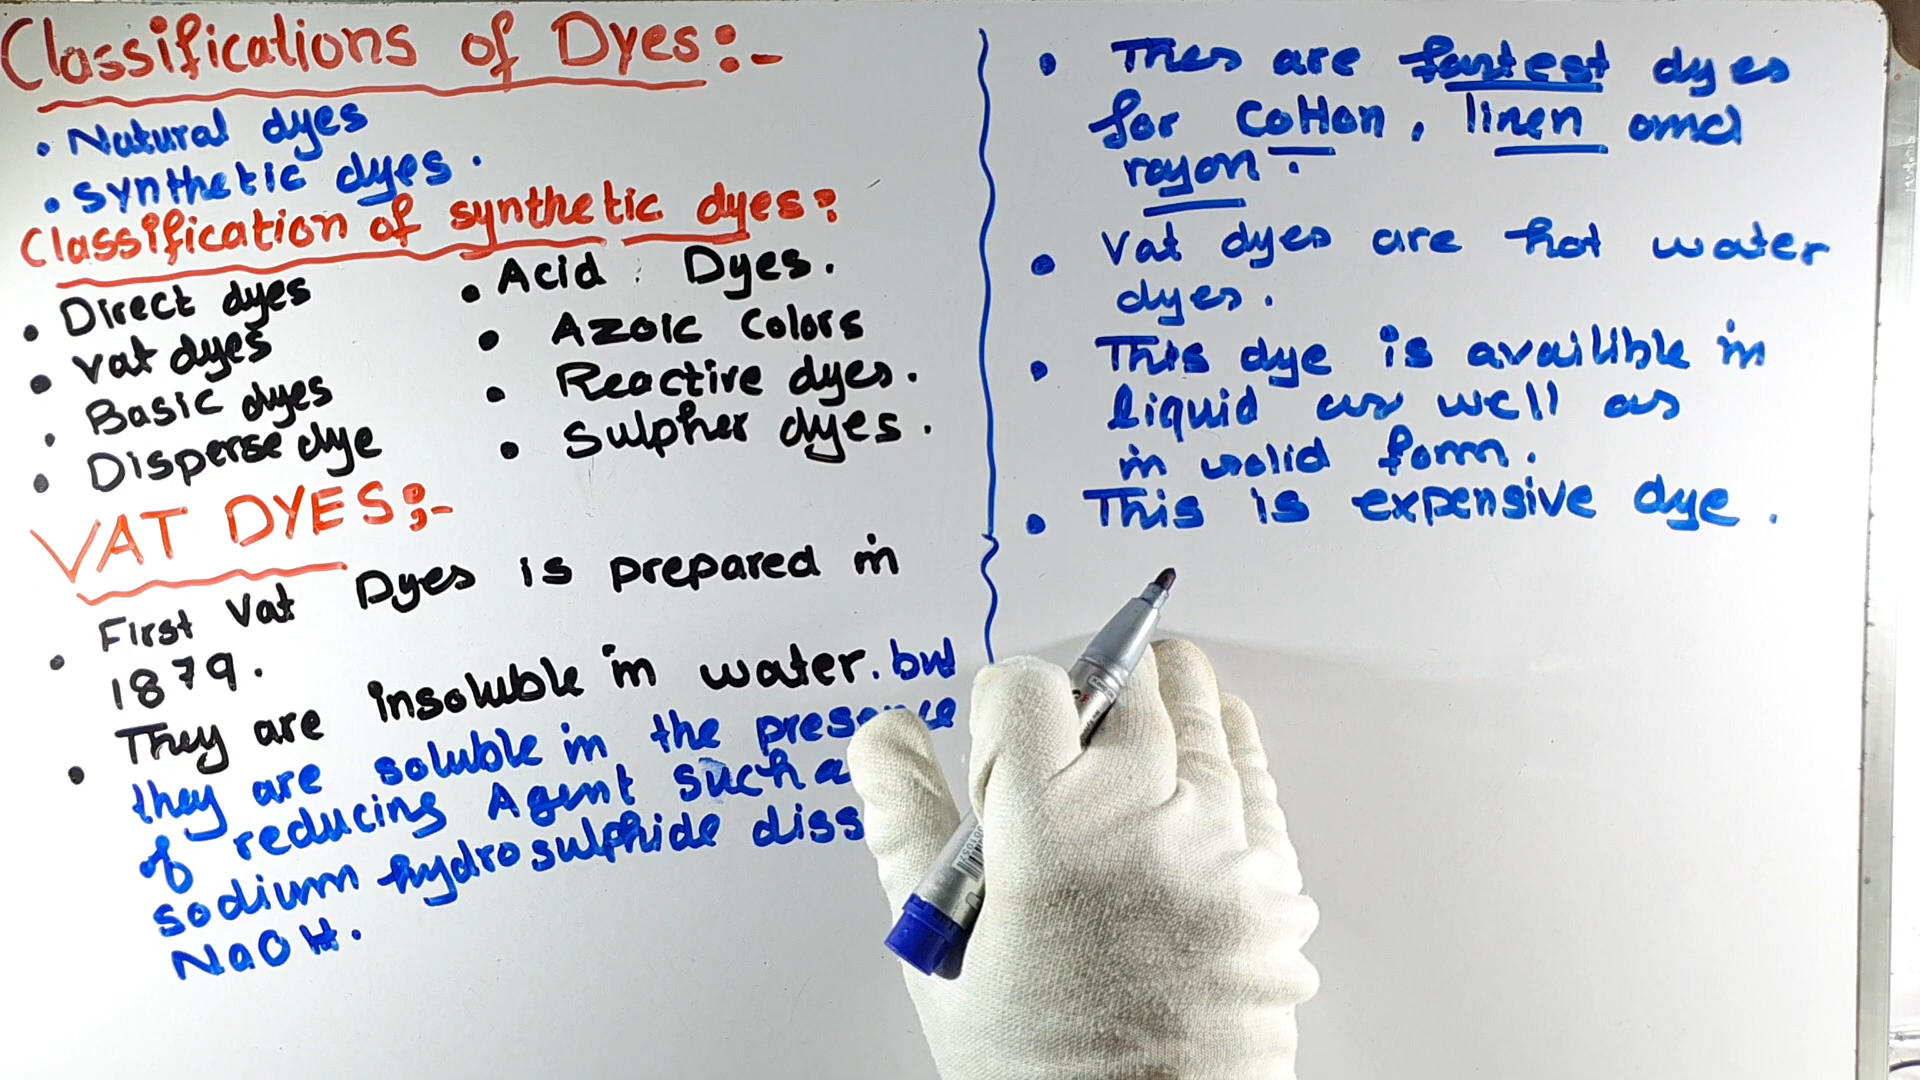 Classifications of Dyes:-
• Natural dyes
• Synthetic dyes.
Classification of synthetic dyes:
• Direct dyes
• Vat dyes
• Basic dyes
• Disperse dye
• Acid Dyes.
• Azoic Colors
• Reactive dyes.
• Sulpher dyes.
VAT DYES:-
• First Vat Dyes is prepared in
1879.
• They are insoluble in water. but
they are soluble in the presence
of reducing Agent such a
sodium hydrosulphide diss
NaOH.
• Thes are fastest dyes
for Cotton, linen and
rayon.
• Vat dyes are hot water
dyes.
• This dye is availible in
liquid as well as
in solid form.
• This is expensive dye.